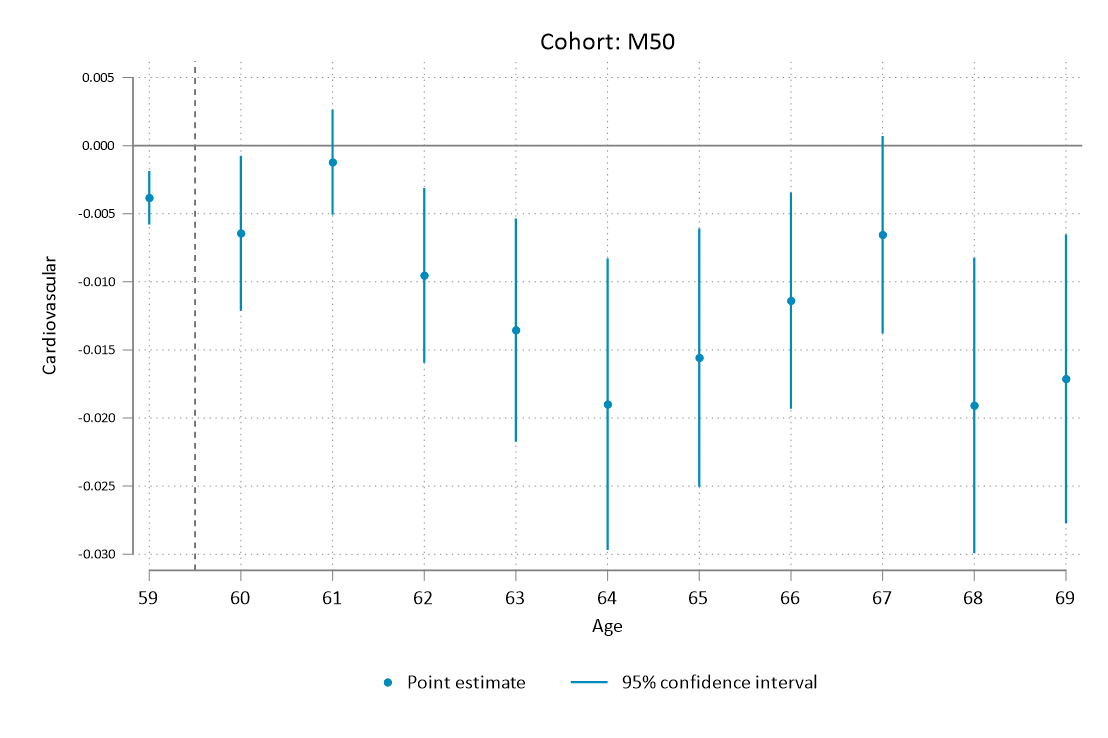 Cohort: M50
0.005
0.000
-0.005
-0.010
-0.015
-0.020
-0.025
-0.030
Cardiovascular
59 60 61 62 63 64 65 66 67 68 69
Age
Point estimate 95% confidence interval